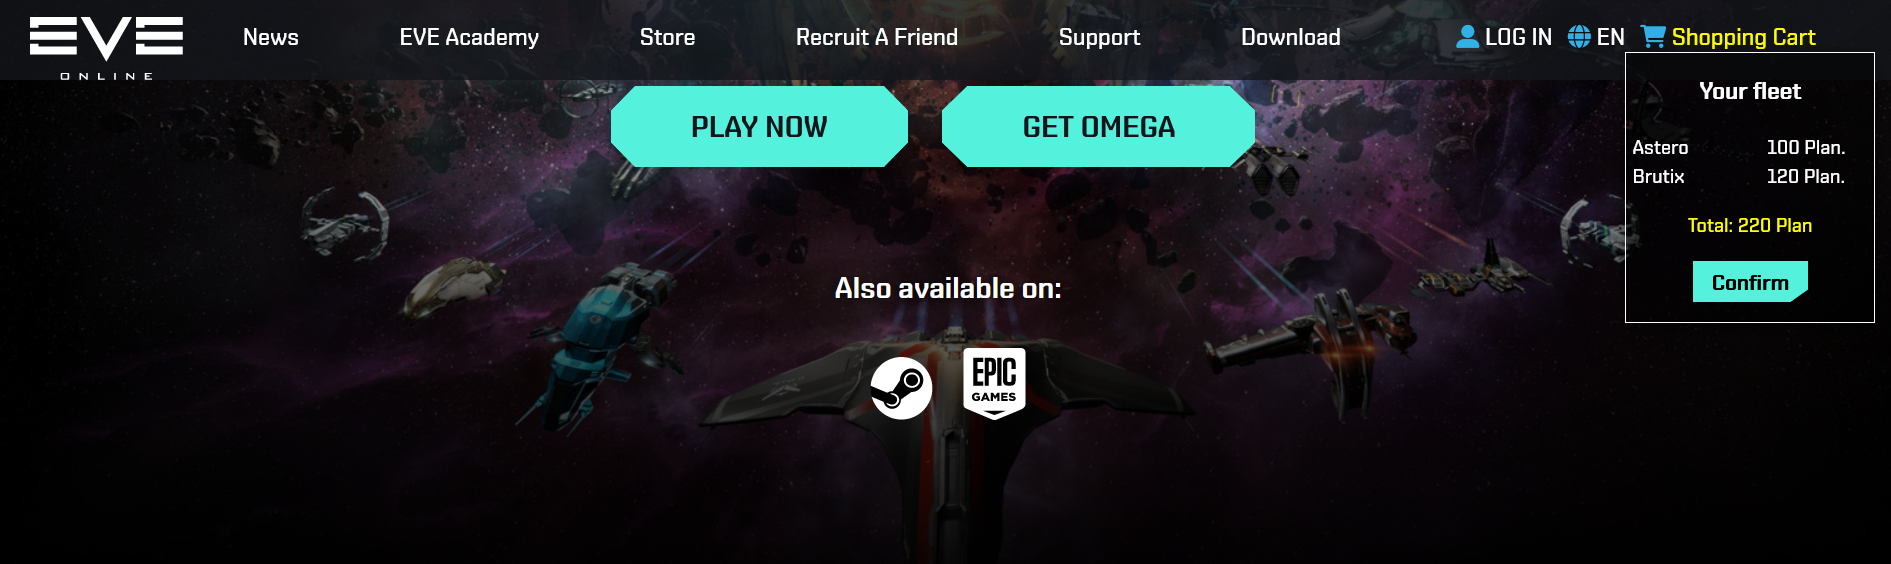 EVE
ONLINE
News
EVE Academy
Store
Recruit A Friend
Support
Download
LOG IN
EN
Shopping Cart
Your fleet
Astero 100 Plan.
Brutix 120 Plan.
Total: 220 Plan
Confirm
PLAY NOW
GET OMEGA
Also available on:
EPIC
GAMES